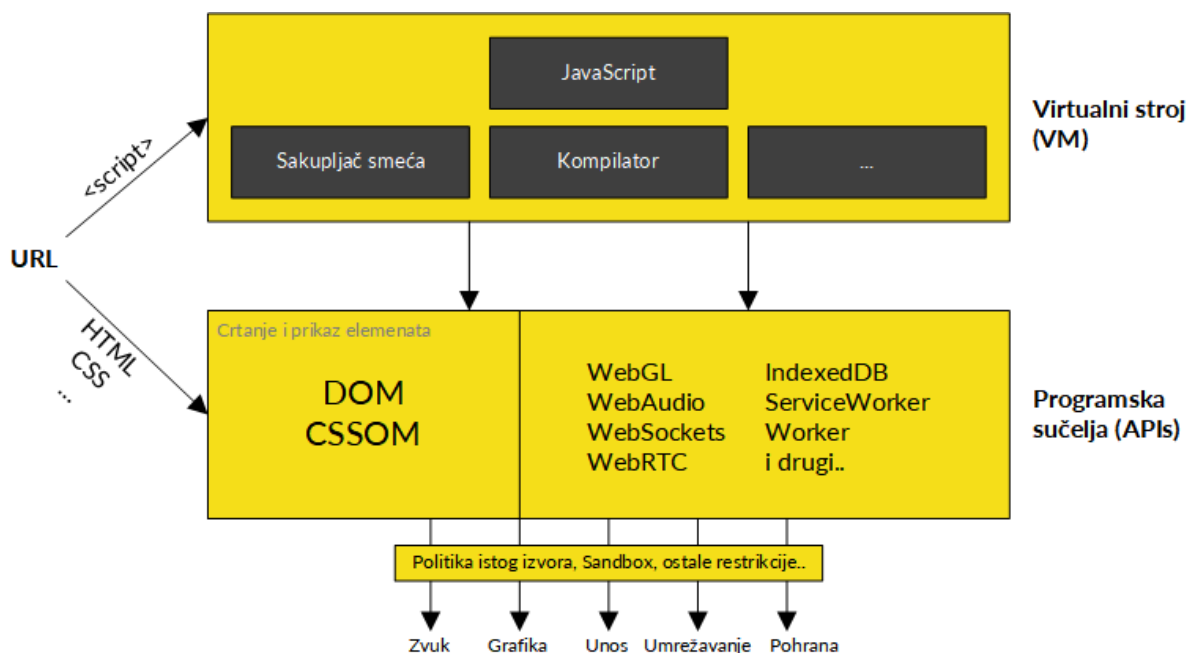 JavaScript
Virtualni stroj
(VM)
<script>
Sakupljač smeća
Kompilator
...
URL
HTML
CSS
...
Crtanje i prikaz elemenata
DOM
CSSOM
WebGL
WebAudio
WebSockets
WebRTC
IndexedDB
ServiceWorker
Worker
i drugi..
Programska
sučelja (APIs)
Politika istog izvora, Sandbox, ostale restrikcije..
Zvuk
Grafika
Unos
Umrežavanje
Pohrana